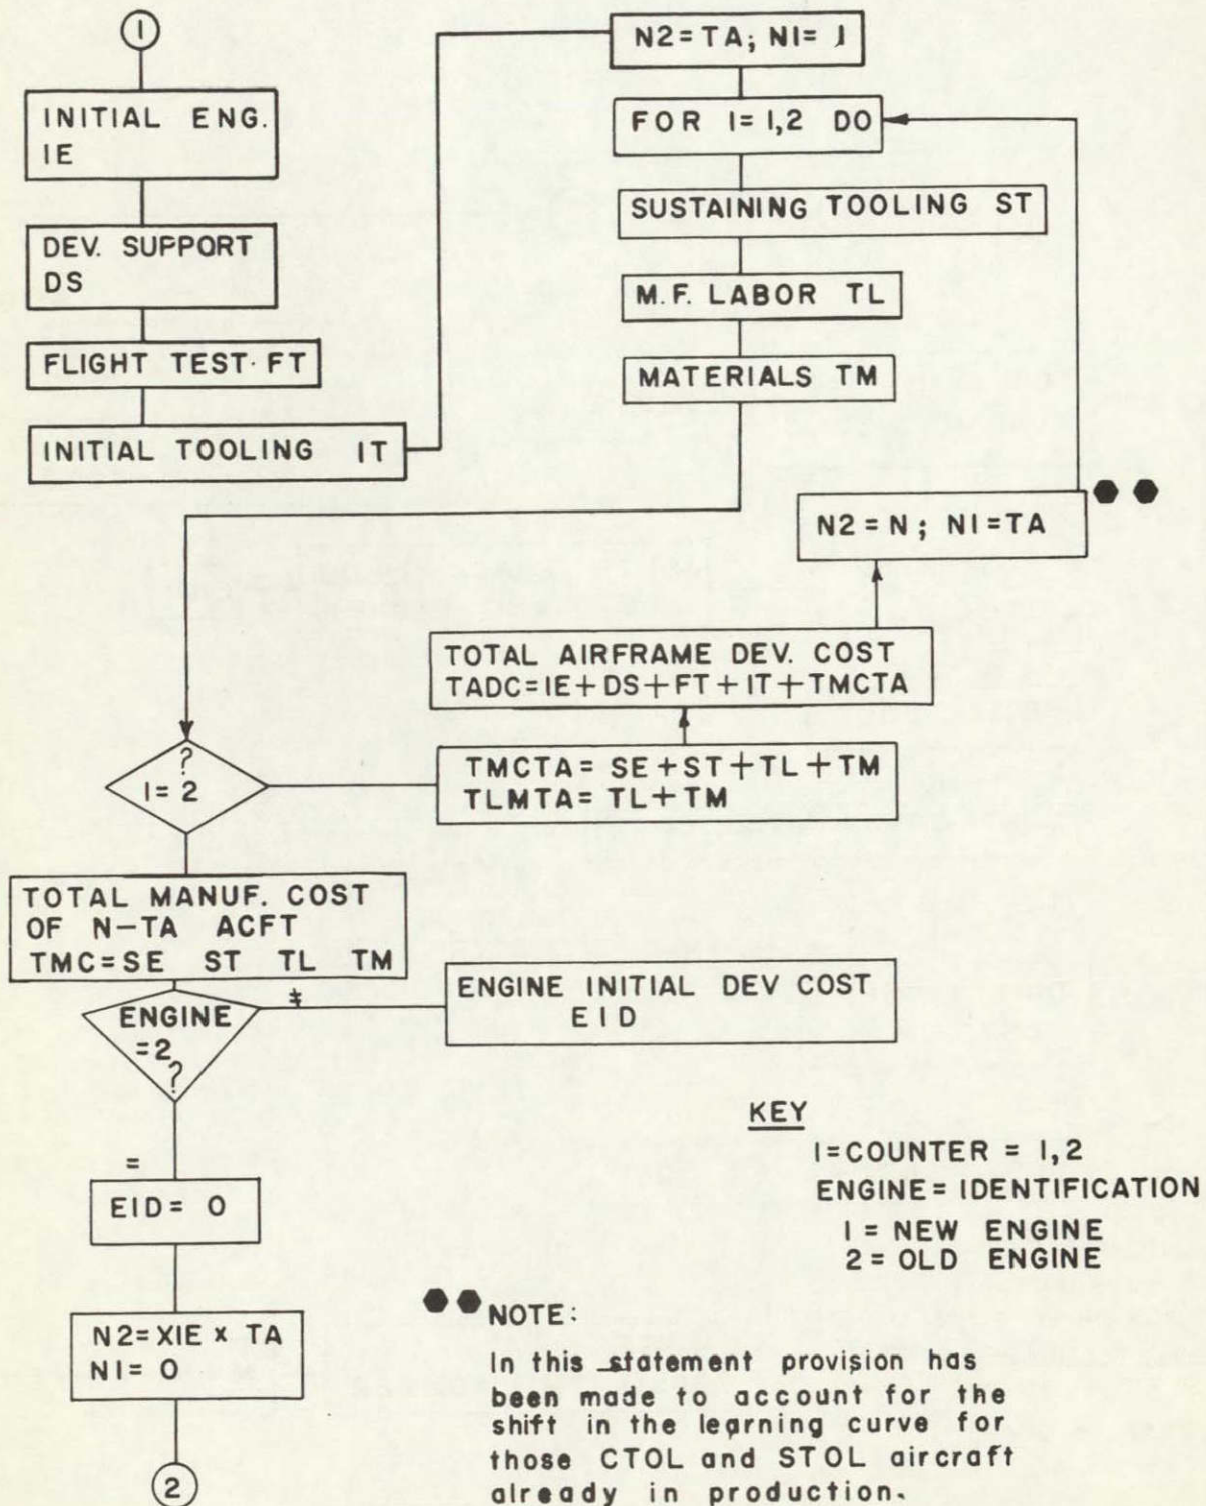 1
INITIAL ENG.
IE
DEV. SUPPORT
DS
FLIGHT TEST· FT
INITIAL TOOLING IT
N2=TA; N1= 1
FOR I= 1,2 DO
SUSTAINING TOOLING ST
M.F. LABOR TL
MATERIALS TM
N2=N; N1=TA
TOTAL AIRFRAME DEV. COST
TADC=IE+DS+FT+IT+TMCTA
TMCTA= SE+ST+TL+TM
TLMTA= TL+TM
?
I= 2
TOTAL MANUF. COST
OF N-TA ACFT
TMC=SE ST TL TM
ENGINE
=2
?
≠
ENGINE INITIAL DEV COST
EID
=
EID= 0
N2=XIE x TA
N1= 0
2
KEY
I=COUNTER = 1,2
ENGINE= IDENTIFICATION
1= NEW ENGINE
2= OLD ENGINE
NOTE:
In this statement provision has
been made to account for the
shift in the learning curve for
those CTOL and STOL aircraft
already in production.